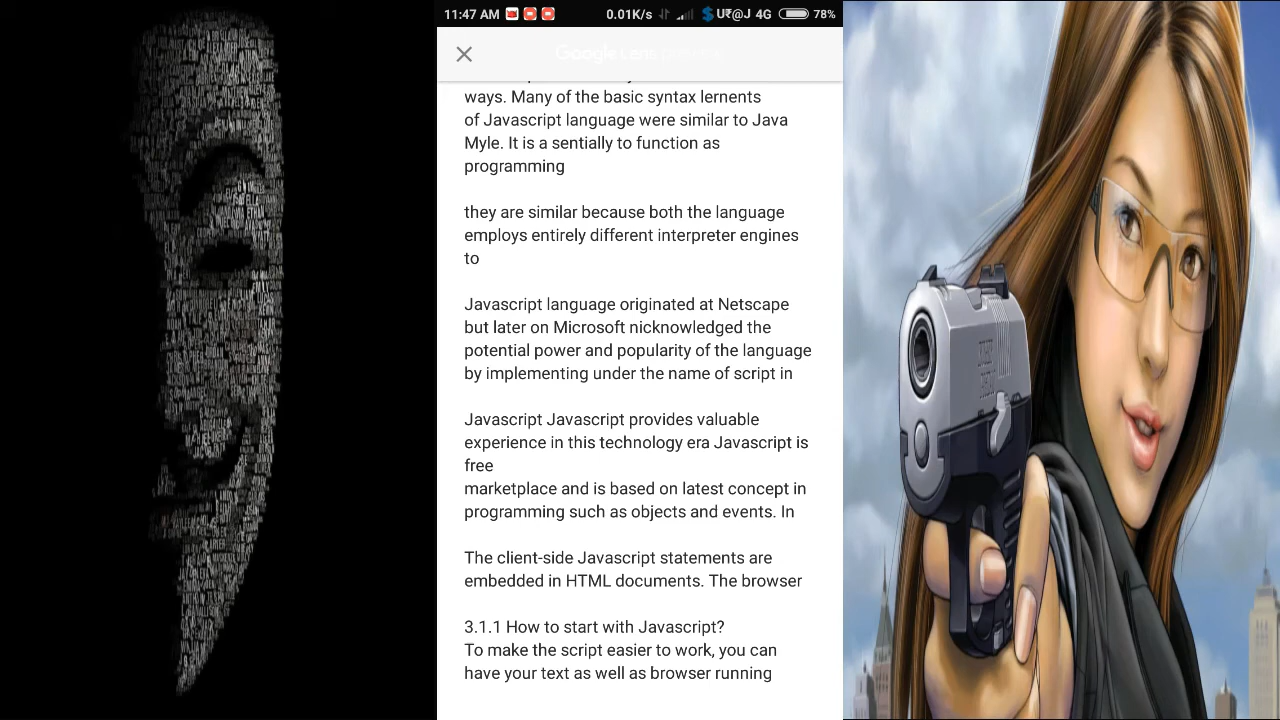 11:47 AM
0.01K/s
U₹@J 4G
78%
Google Lens
ways. Many of the basic syntax lernents
of Javascript language were similar to Java
Myle. It is a sentially to function as
programming
they are similar because both the language
employs entirely different interpreter engines
to
Javascript language originated at Netscape
but later on Microsoft nicknowledged the
potential power and popularity of the language
by implementing under the name of script in
Javascript Javascript provides valuable
experience in this technology era Javascript is
free
marketplace and is based on latest concept in
programming such as objects and events. In
The client-side Javascript statements are
embedded in HTML documents. The browser
3.1.1 How to start with Javascript?
To make the script easier to work, you can
have your text as well as browser running